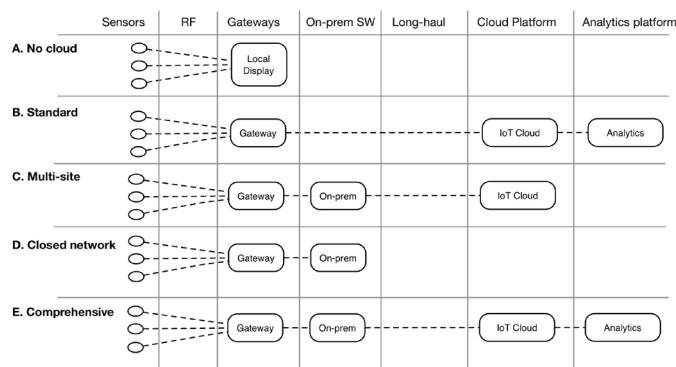 Sensors RF Gateways On-prem SW Long-haul Cloud Platform Analytics platform
A. No cloud
Local
Display
B. Standard
Gateway IoT Cloud Analytics
C. Multi-site
Gateway On-prem IoT Cloud
D. Closed network
Gateway On-prem
E. Comprehensive
Gateway On-prem IoT Cloud Analytics